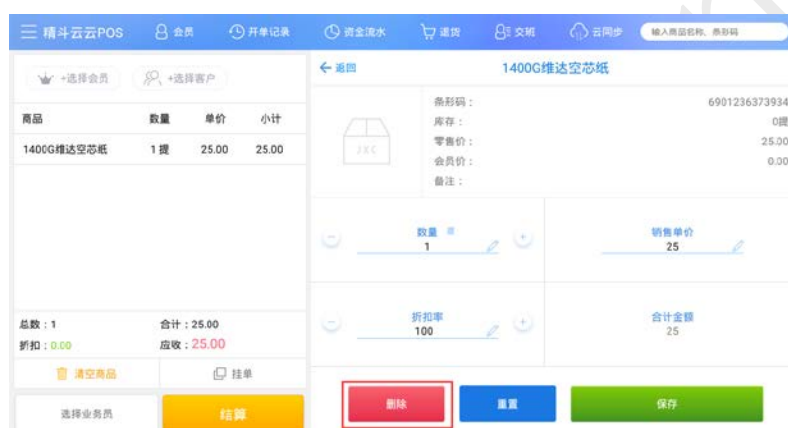 精斗云云POS 会员 开单记录 资金流水 退货 交班 云同步 输入商品名称、条形码
+选择会员 +选择客户
商品 数量 单价 小计
1400G维达空芯纸 1提 25.00 25.00
总数：1 合计：25.00
折扣：0.00 应收：25.00
清空商品 挂单
选择业务员 结算
返回 1400G维达空芯纸
JXC
条形码： 6901236373934
库存： 0提
零售价： 25.00
会员价： 0.00
备注：
数量 提 销售单价
1 25
折扣率 合计金额
100 25
删除 重置 保存